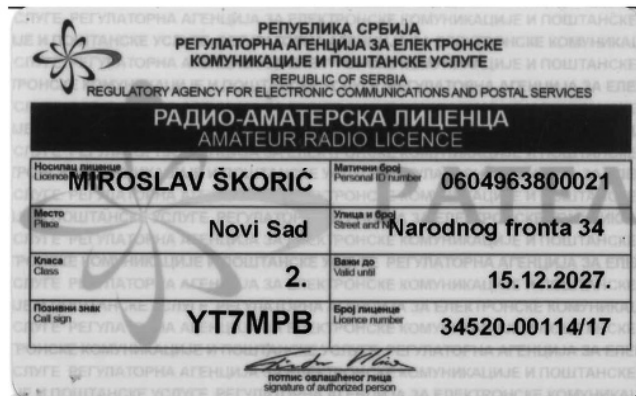 РЕПУБЛИКА СРБИЈА
РЕГУЛАТОРНА АГЕНЦИЈА ЗА ЕЛЕКТРОНСКЕ
КОМУНИКАЦИЈЕ И ПОШТАНСКЕ УСЛУГЕ
REPUBLIC OF SERBIA
REGULATORY AGENCY FOR ELECTRONIC COMMUNICATIONS AND POSTAL SERVICES
РАДИО-АМАТЕРСКА ЛИЦЕНЦА
AMATEUR RADIO LICENCE
Носилац лиценце
Licence
MIROSLAV ŠKORIĆ
Матични број
Personal ID number
0604963800021
Место
Place
Novi Sad
Улица и број
Street and
Narodnog fronta 34
Класа
Class
2.
Важи до
Valid until
15.12.2027.
Позивни знак
Call sign
YT7MPB
Број лиценце
Licence number
34520-00114/17
потпис овлашћеног лица
signature of authorized person